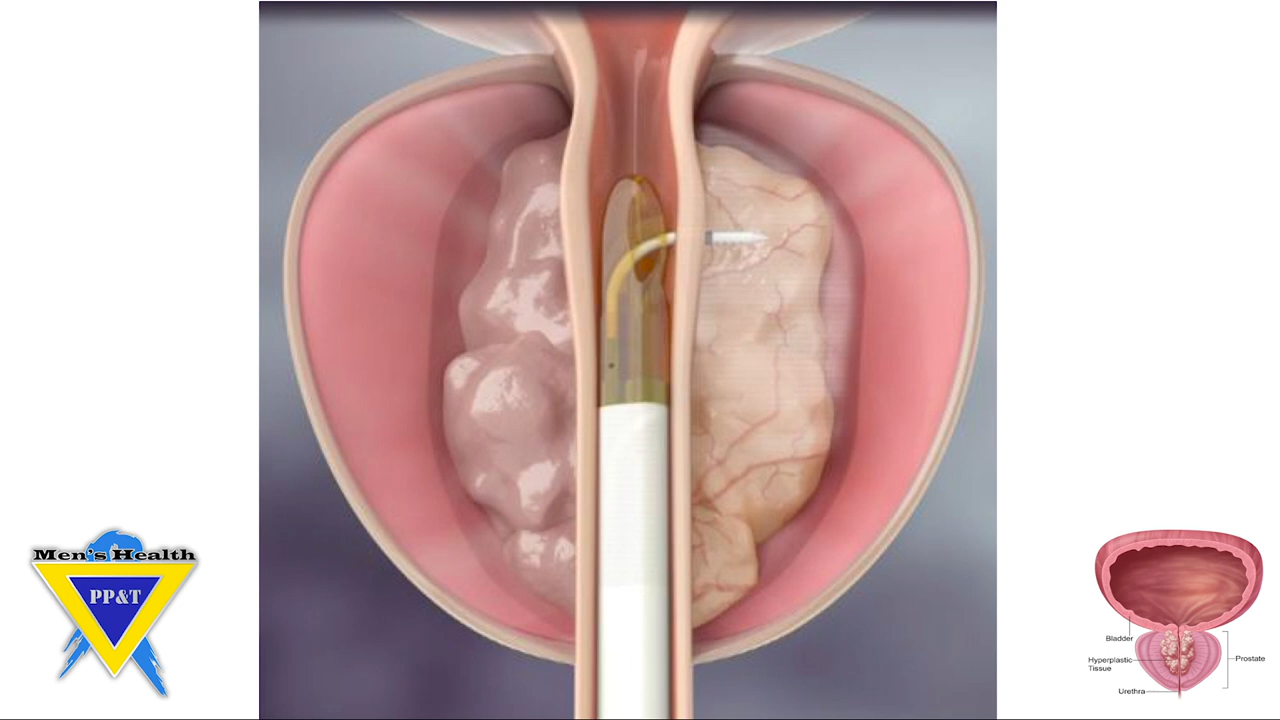 Men's Health
PP&T
Bladder
Hyperplastic
Tissue
Prostate
Urethra